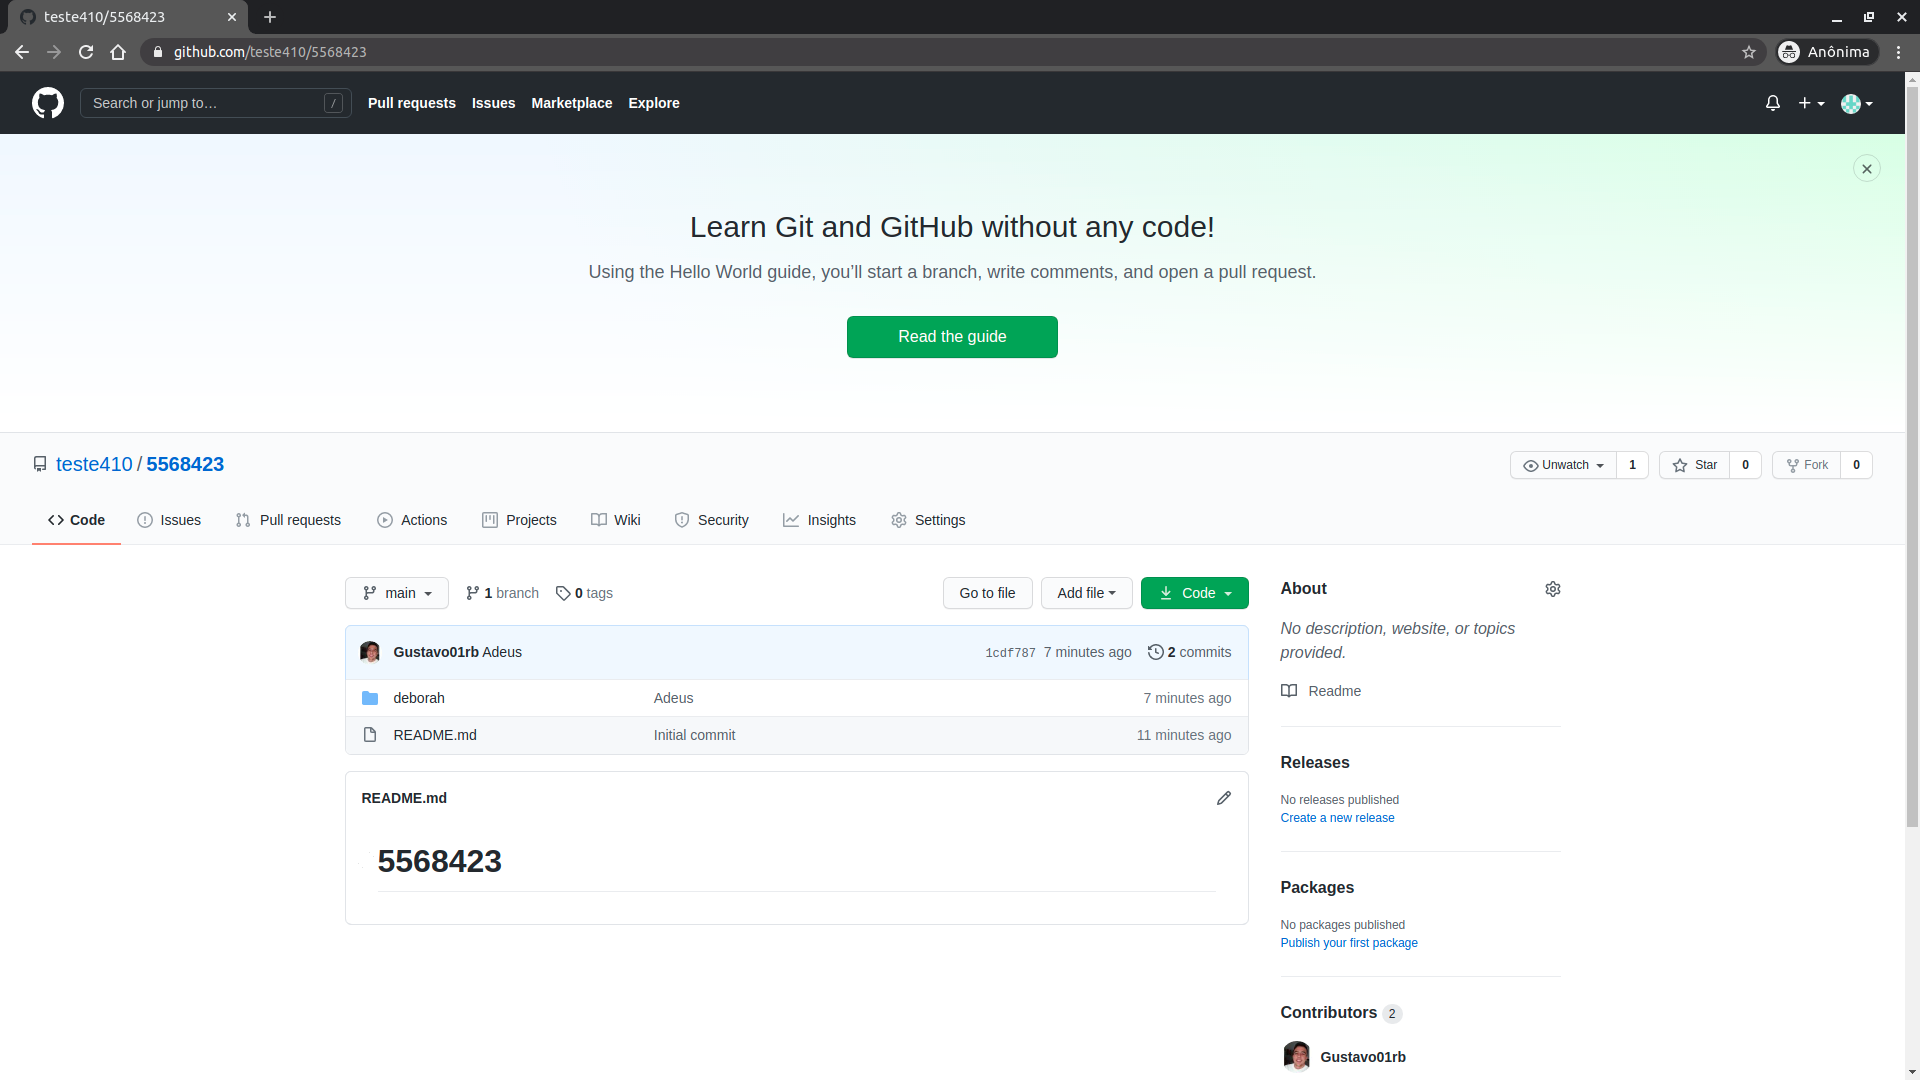 teste410/5568423
github.com/teste410/5568423
Anônima
Search or jump to…
/
Pull requests
Issues
Marketplace
Explore
Learn Git and GitHub without any code!
Using the Hello World guide, you’ll start a branch, write comments, and open a pull request.
Read the guide
teste410 / 5568423
Unwatch 1
Star 0
Fork 0
Code
Issues
Pull requests
Actions
Projects
Wiki
Security
Insights
Settings
main
1 branch
0 tags
Go to file
Add file
Code
Gustavo01rb Adeus
1cdf787 7 minutes ago
2 commits
deborah Adeus 7 minutes ago
README.md Initial commit 11 minutes ago
README.md
5568423
About
No description, website, or topics
provided.
Readme
Releases
No releases published
Create a new release
Packages
No packages published
Publish your first package
Contributors 2
Gustavo01rb